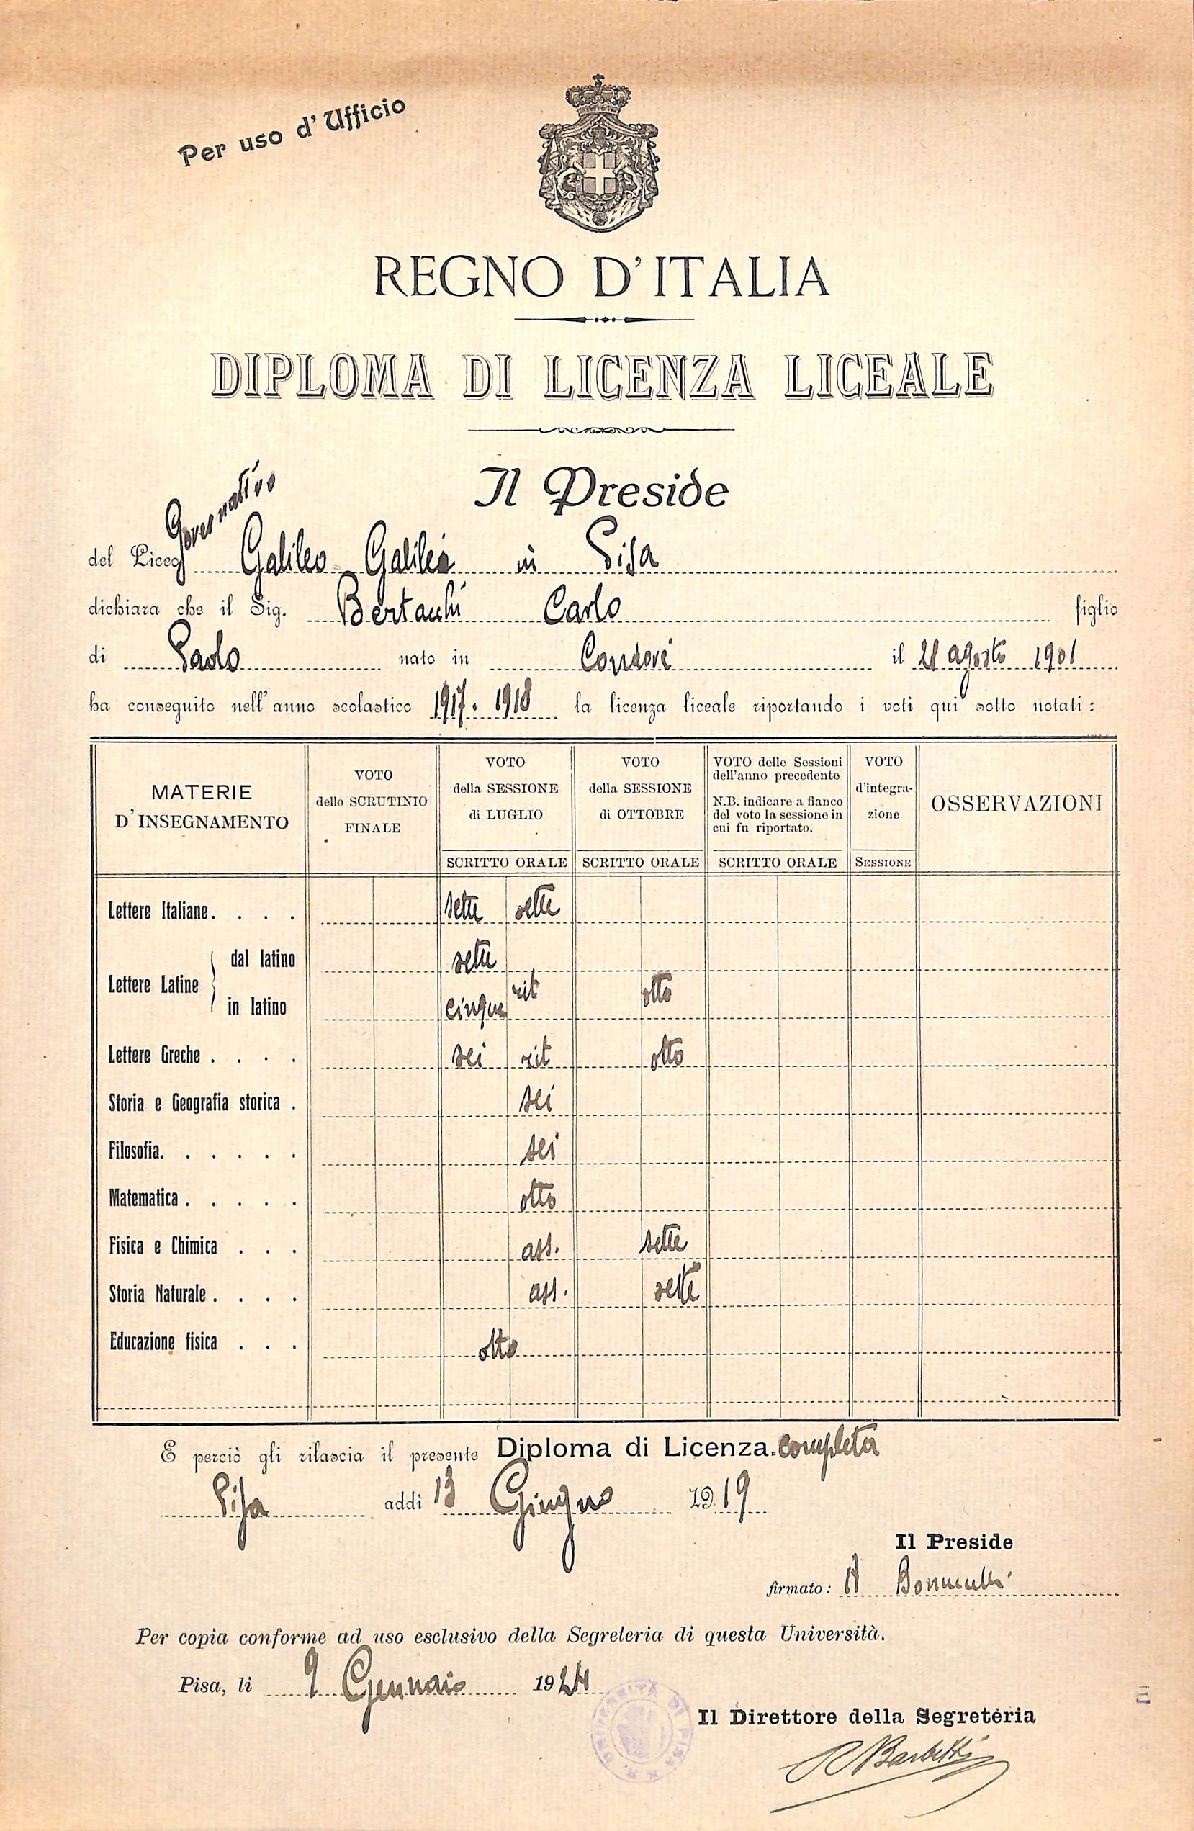 Per uso d'Ufficio
REGNO D'ITALIA
DIPLOMA DI LICENZA LICEALE
Il Preside
del Liceo Governativo Galileo Galilei in Pisa
dichiara che il Sig. Bertacchi Carlo figlio
di Paolo nato in Condove il 28 agosto 1901
ha conseguito nell'anno scolastico 1917-1918 la licenza liceale riportando i voti qui sotto notati:
MATERIE D'INSEGNAMENTO
VOTO dello SCRUTINIO FINALE
VOTO della SESSIONE di LUGLIO
VOTO della SESSIONE di OTTOBRE
VOTO delle Sessioni dell'anno precedente N.B. indicare a fianco del voto la sessione in cui fu riportato.
VOTO d'integrazione
OSSERVAZIONI
SCRITTO ORALE SCRITTO ORALE SCRITTO ORALE SESSIONE
Lettere Italiane. . . . sette sette
Lettere Latine
dal latino sette
in latino cinque rit otto
Lettere Greche . . . . sei rit otto
Storia e Geografia storica . sei
Filosofia. . . . . . sei
Matematica . . . . . otto
Fisica e Chimica . . . ass. sette
Storia Naturale . . . . ass. sette
Educazione fisica . . . otto
E perciò gli rilascia il presente Diploma di Licenza. completa
Pisa addì 13 Giugno 1919
Il Preside
firmato: A
Per copia conforme ad uso esclusivo della Segreteria di questa Università.
Pisa, li 9 Gennaio 1924
R. UNIVERSITÀ DI PISA
Il Direttore della Segreteria